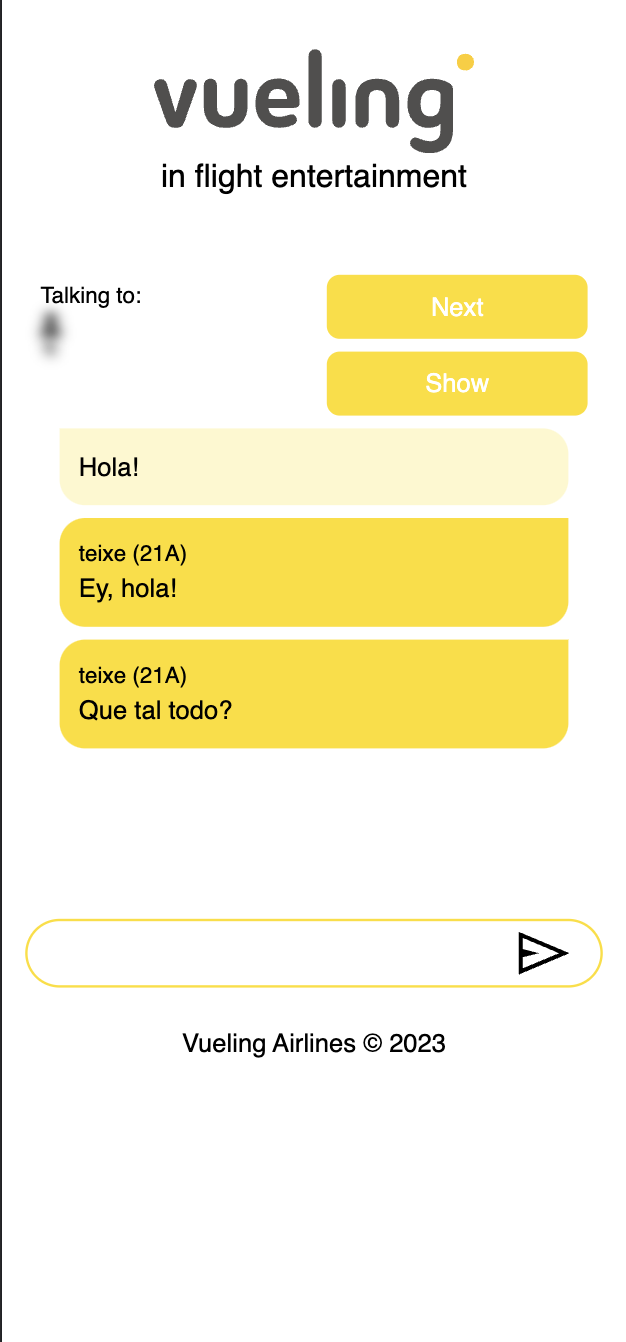 vueling
in flight entertainment
Talking to:
Next
Show
Hola!
teixe (21A)
Ey, hola!
teixe (21A)
Que tal todo?
Vueling Airlines © 2023